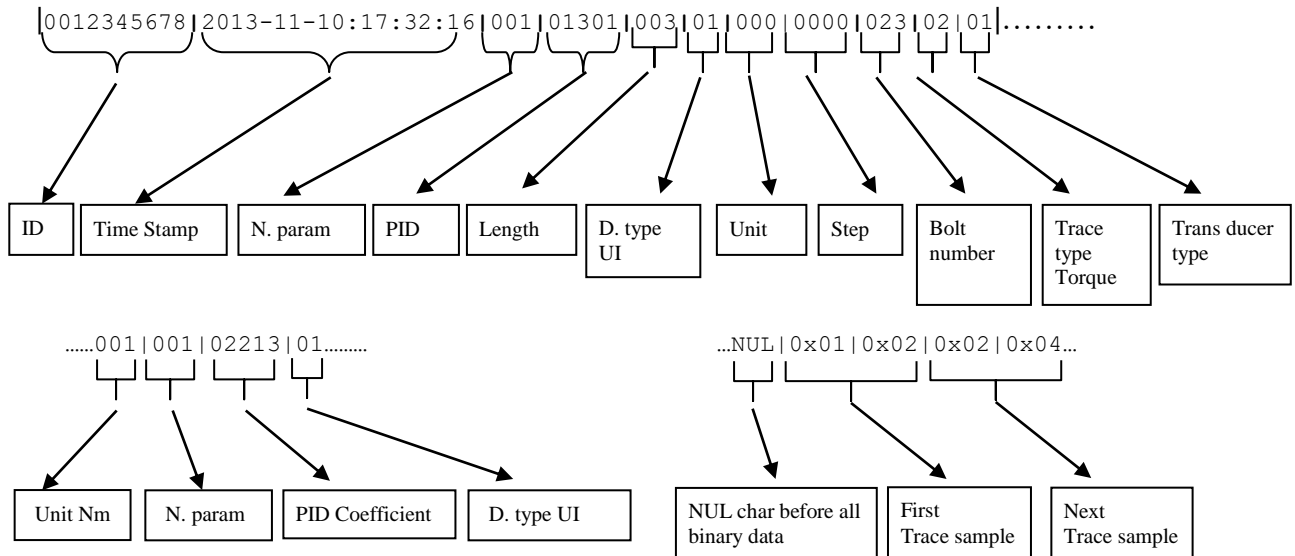 |0012345678|2013-11-10:17:32:16|001|01301|003|01|000|0000|023|02|01|.........
ID
Time Stamp
N. param
PID
Length
D. type
UI
Unit
Step
Bolt
number
Trace
type
Torque
Trans ducer
type
……001|001|02213|01………
…NUL|0x01|0x02|0x02|0x04…
Unit Nm
N. param
PID Coefficient
D. type UI
NUL char before all
binary data
First
Trace sample
Next
Trace sample